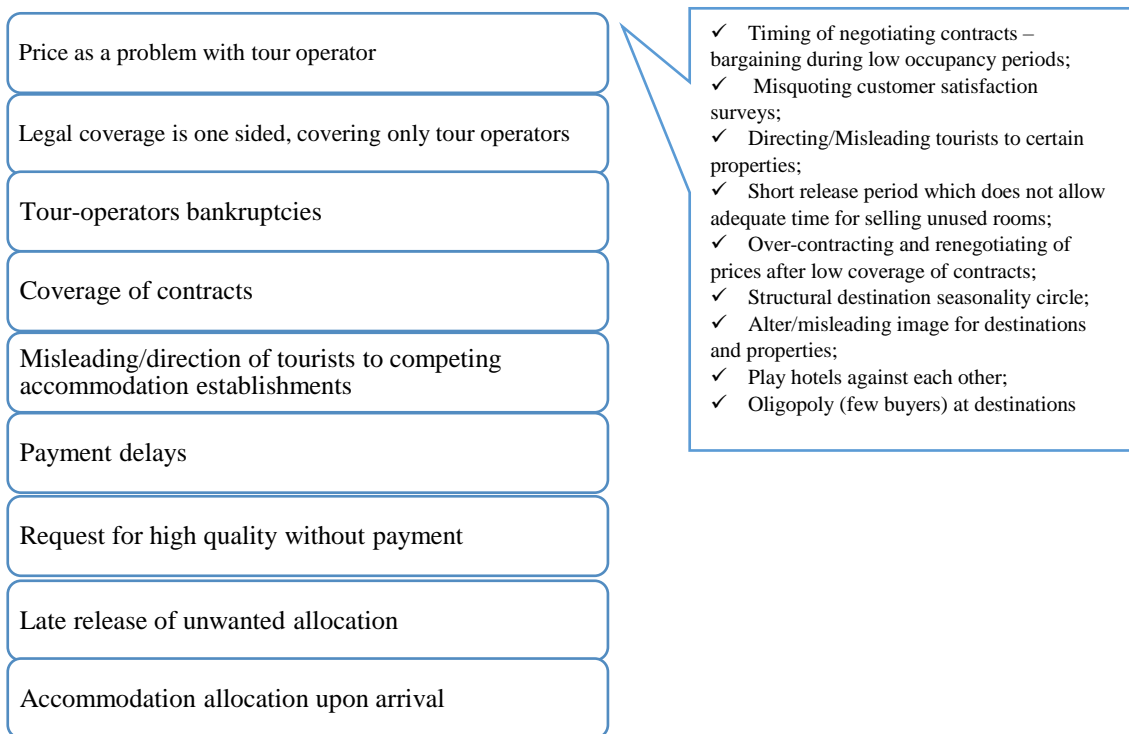 Price as a problem with tour operator
Legal coverage is one sided, covering only tour operators
Tour-operators bankruptcies
Coverage of contracts
Misleading/direction of tourists to competing
accommodation establishments
Payment delays
Request for high quality without payment
Late release of unwanted allocation
Accommodation allocation upon arrival
✓ Timing of negotiating contracts –
bargaining during low occupancy periods;
✓ Misquoting customer satisfaction
surveys;
✓ Directing/Misleading tourists to certain
properties;
✓ Short release period which does not allow
adequate time for selling unused rooms;
✓ Over-contracting and renegotiating of
prices after low coverage of contracts;
✓ Structural destination seasonality circle;
✓ Alter/misleading image for destinations
and properties;
✓ Play hotels against each other;
✓ Oligopoly (few buyers) at destinations